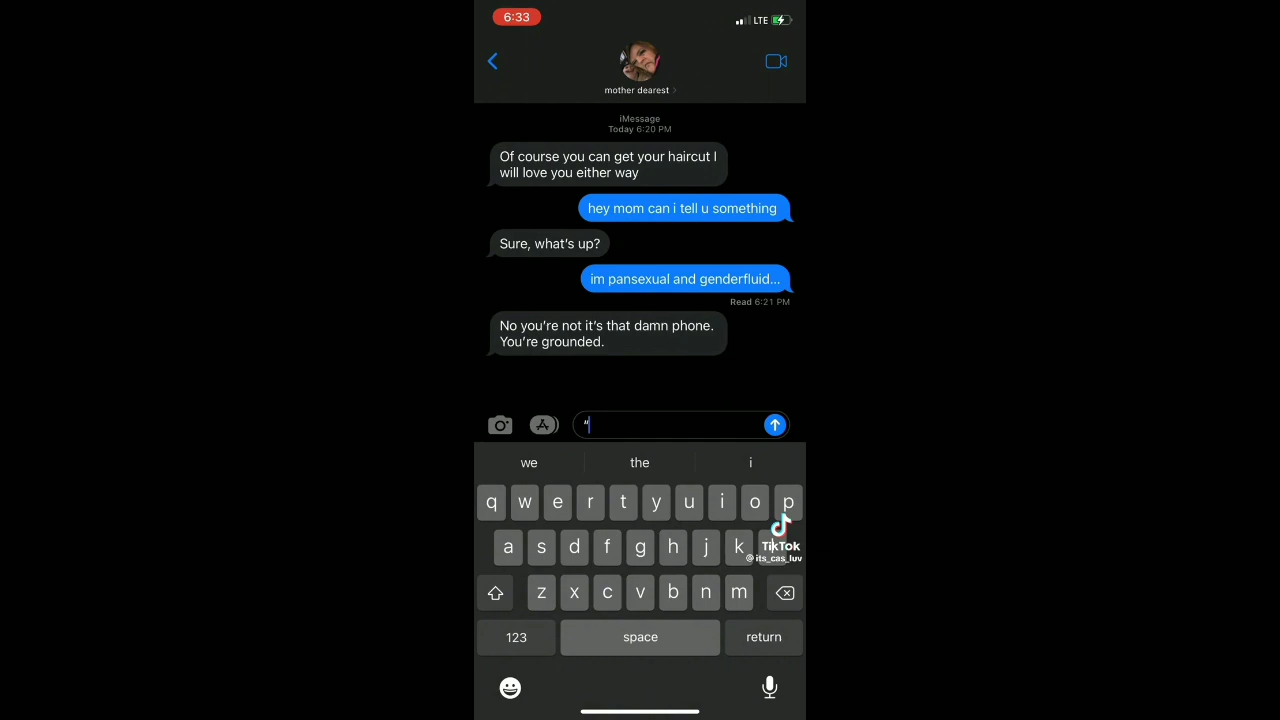 6:33
LTE
mother dearest
iMessage
Today 6:20 PM
Of course you can get your haircut I
will love you either way
hey mom can i tell u something
Sure, what's up?
im pansexual and genderfluid...
Read 6:21 PM
No you're not it's that damn phone.
You're grounded.
“
we the i
q w e r t y u i o p
a s d f g h j k
TikTok
@its_cas_luv
z x c v b n m
123 space return